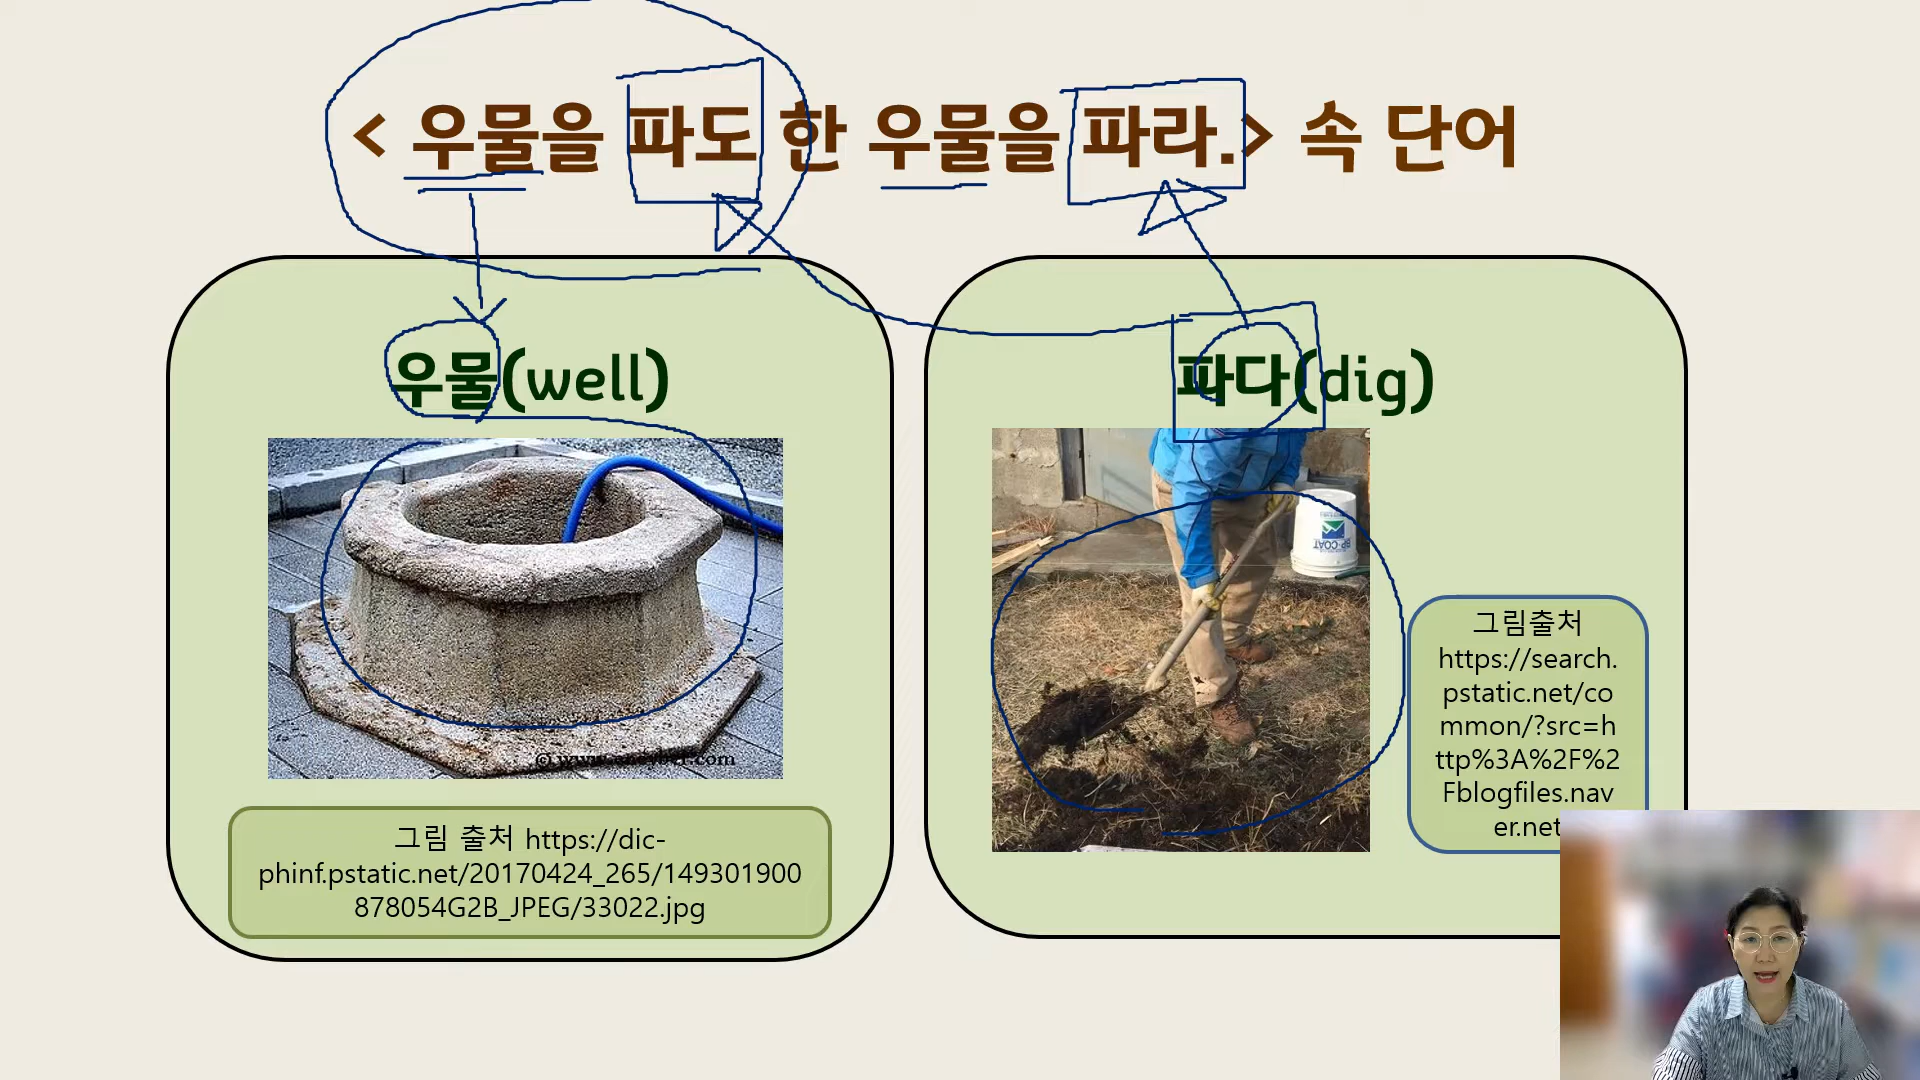 < 우물을 파도 한 우물을 파라.> 속 단어
우물(well)
그림 출처 https://dic-
phinf.pstatic.net/20170424_265/149301900
878054G2B_JPEG/33022.jpg
파다(dig)
BP-COAT
그림출처
https://search.
pstatic.net/co
mmon/?src=h
ttp%3A%2F%2
Fblogfiles.nav
er.net